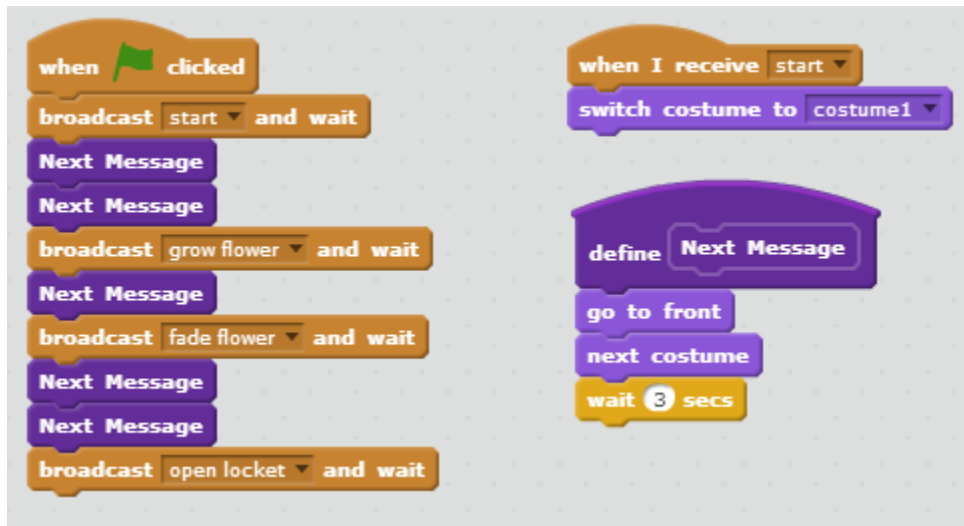 when clicked
broadcast start and wait
Next Message
Next Message
broadcast grow flower and wait
Next Message
broadcast fade flower and wait
Next Message
Next Message
broadcast open locket and wait
when I receive start
switch costume to costume1
define Next Message
go to front
next costume
wait 3 secs